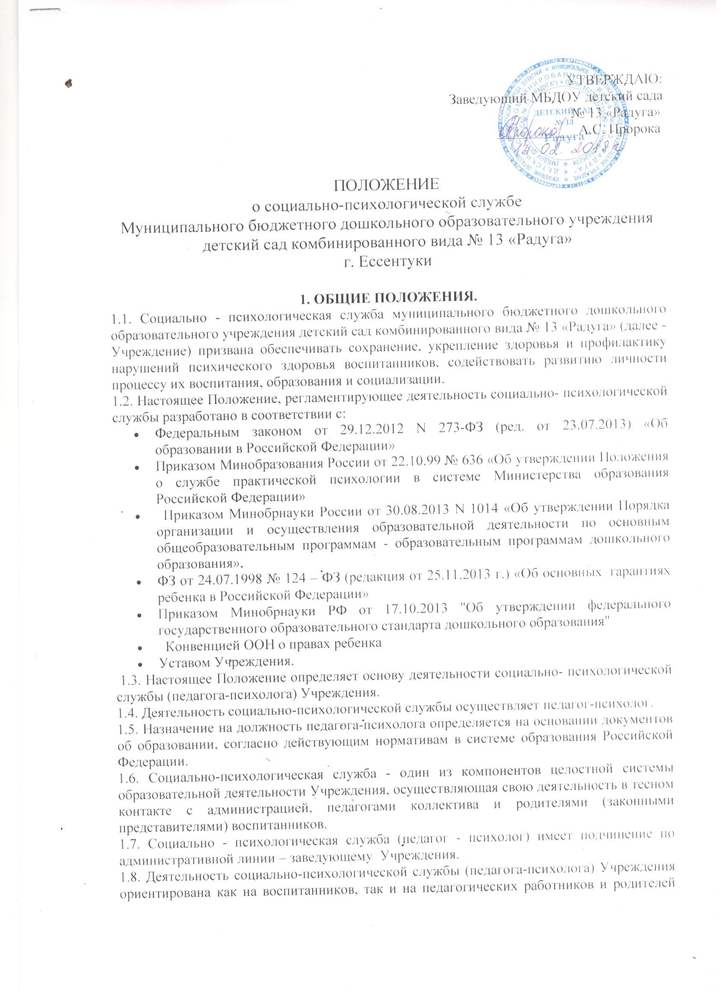 УТВЕРЖДАЮ:
Заведующий МБДОУ детский сада
№ 13 «Радуга»
А.С. Пророка
14.02. 2018 г
ДЕТСКИЙ САД
№ 13
"Радуга"
ПОЛОЖЕНИЕ
о социально-психологической службе
Муниципального бюджетного дошкольного образовательного учреждения
детский сад комбинированного вида № 13 «Радуга»
г. Ессентуки
1. ОБЩИЕ ПОЛОЖЕНИЯ.
1.1. Социально - психологическая служба муниципального бюджетного дошкольного
образовательного учреждения детский сад комбинированного вида № 13 «Радуга» (далее -
Учреждение) призвана обеспечивать сохранение, укрепление здоровья и профилактику
нарушений психического здоровья воспитанников, содействовать развитию личности
процессу их воспитания, образования и социализации.
1.2. Настоящее Положение, регламентирующее деятельность социально- психологической
службы разработано в соответствии с:
• Федеральным законом от 29.12.2012 N 273-ФЗ (ред. от 23.07.2013) «Об
образовании в Российской Федерации»
• Приказом Минобразования России от 22.10.99 № 636 «Об утверждении Положения
о службе практической психологии в системе Министерства образования
Российской Федерации»
• Приказом Минобрнауки России от 30.08.2013 N 1014 «Об утверждении Порядка
организации и осуществления образовательной деятельности по основным
общеобразовательным программам - образовательным программам дошкольного
образования»,
• ФЗ от 24.07.1998 № 124 – ФЗ (редакция от 25.11.2013 г.) «Об основных гарантиях
ребенка в Российской Федерации»
• Приказом Минобрнауки РФ от 17.10.2013 "Об утверждении федерального
государственного образовательного стандарта дошкольного образования"
• Конвенцией ООН о правах ребенка
• Уставом Учреждения.
1.3. Настоящее Положение определяет основу деятельности социально- психологической
службы (педагога-психолога) Учреждения.
1.4. Деятельность социально-психологической службы осуществляет педагог-психолог.
1.5. Назначение на должность педагога-психолога определяется на основании документов
об образовании, согласно действующим нормативам в системе образования Российской
Федерации.
1.6. Социально-психологическая служба - один из компонентов целостной системы
образовательной деятельности Учреждения, осуществляющая свою деятельность в тесном
контакте с администрацией, педагогами коллектива и родителями (законными
представителями) воспитанников.
1.7. Социально - психологическая служба (педагог - психолог) имеет подчинение по
административной линии – заведующему Учреждения.
1.8. Деятельность социально-психологической службы (педагога-психолога) Учреждения
ориентирована как на воспитанников, так и на педагогических работников и родителей